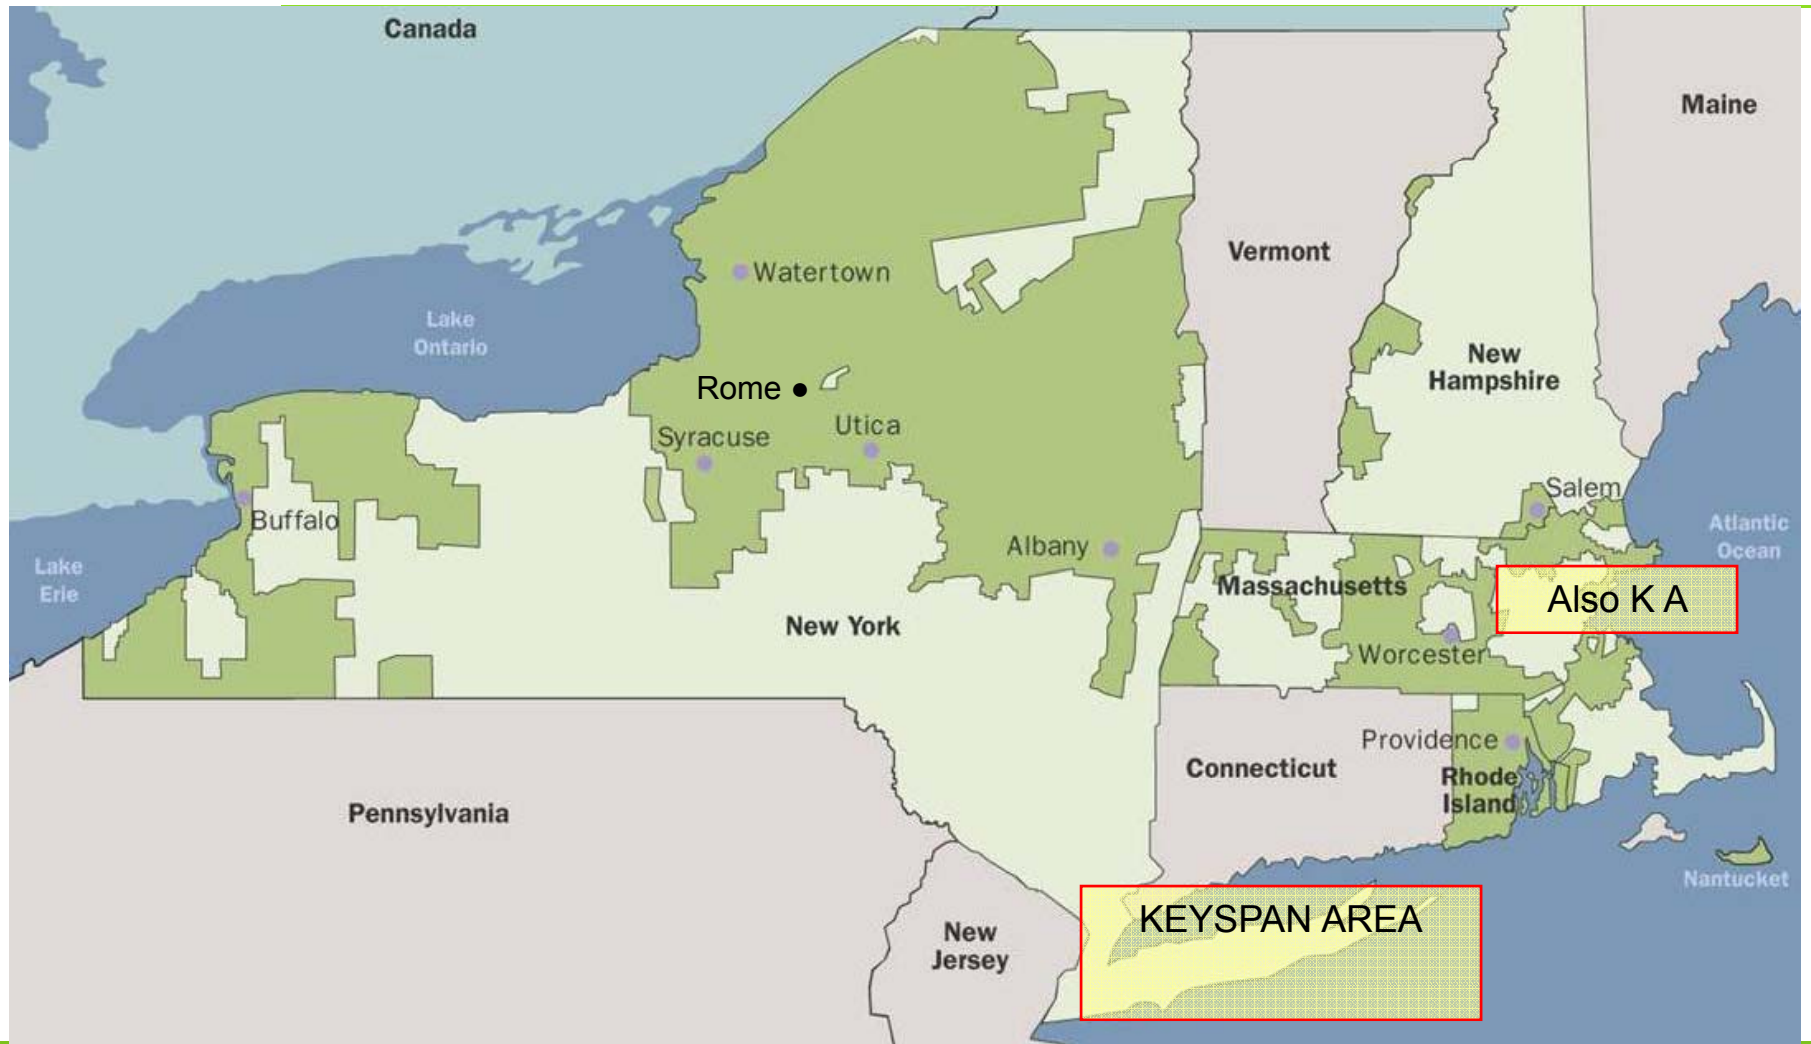 Canada
Maine
Vermont
Watertown
Lake
Ontario
New
Hampshire
Rome
Utica
Syracuse
Salem
Buffalo
Atlantic
Ocean
Albany
Lake
Erie
Massachusetts
Also K A
New York
Worcester
Providence
Connecticut
Rhode
Island
Pennsylvania
Nantucket
KEYSPAN AREA
New
Jersey